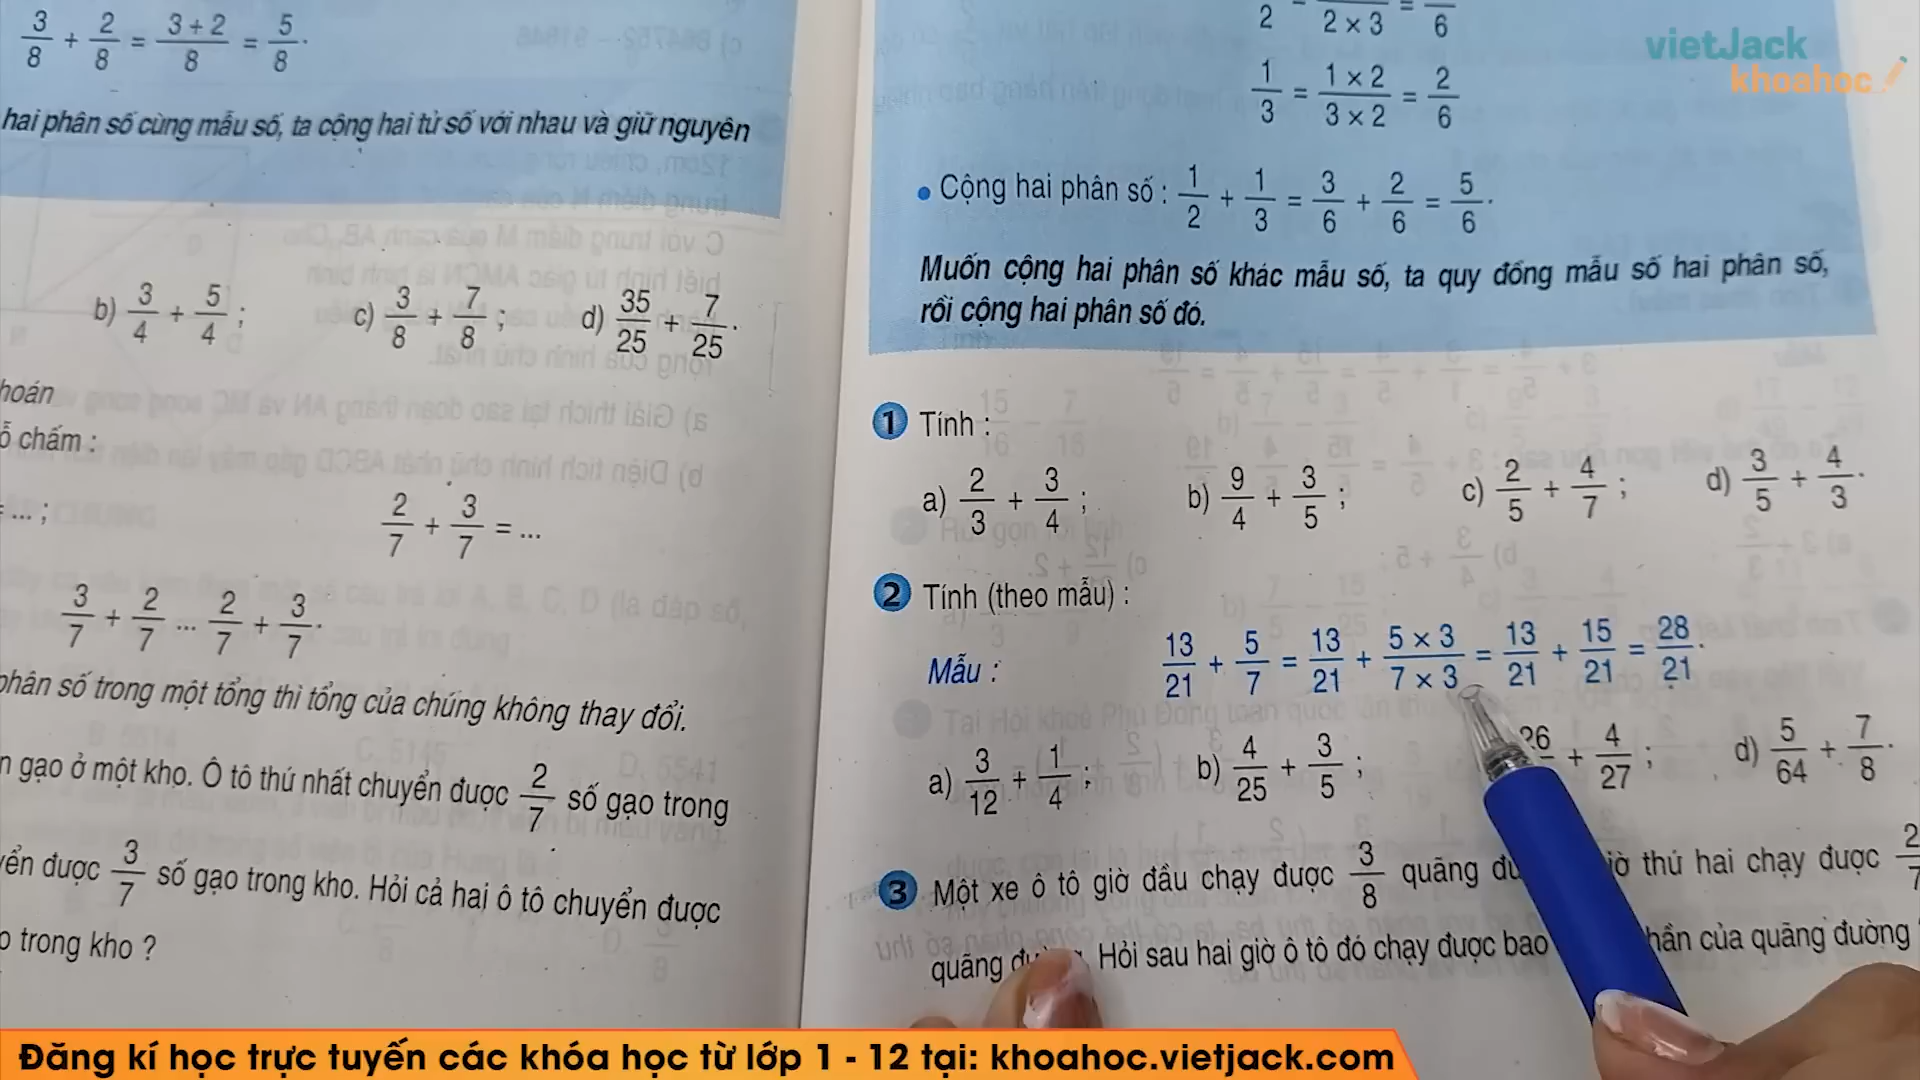 3/8 + 2/8 = (3 + 2)/8 = 5/8.
hai phân số cùng mẫu số, ta cộng hai tử số với nhau và giữ nguyên
b) 3/4 + 5/4 ; c) 3/8 + 7/8 ; d) 35/25 + 7/25.
hoán
chấm :
= ... ; 2/7 + 3/7 = ...
3/7 + 2/7 ... 2/7 + 3/7.
phân số trong một tổng thì tổng của chúng không thay đổi.
gạo ở một kho. Ô tô thứ nhất chuyển được 2/7 số gạo trong
được 3/7 số gạo trong kho. Hỏi cả hai ô tô chuyển được
trong kho ?
2 2 × 3 = 6
1/3 = (1 × 2)/(3 × 2) = 2/6
• Cộng hai phân số : 1/2 + 1/3 = 3/6 + 2/6 = 5/6.
Muốn cộng hai phân số khác mẫu số, ta quy đồng mẫu số hai phân số,
rồi cộng hai phân số đó.
1 Tính :
a) 2/3 + 3/4 ; b) 9/4 + 3/5 ; c) 2/5 + 4/7 ; d) 3/5 + 4/3.
2 Tính (theo mẫu) :
Mẫu : 13/21 + 5/7 = 13/21 + (5 × 3)/(7 × 3) = 13/21 + 15/21 = 28/21.
a) 3/12 + 1/4 ; b) 4/25 + 3/5 ; 26 + 4/27 ; d) 5/64 + 7/8.
3 Một xe ô tô giờ đầu chạy được 3/8 quãng thứ hai chạy được 2/7
quãng Hỏi sau hai giờ ô tô đó chạy được bao của quãng đường
vietJack
khoahoc
Đăng kí học trực tuyến các khóa học từ lớp 1 - 12 tại: khoahoc.vietjack.com